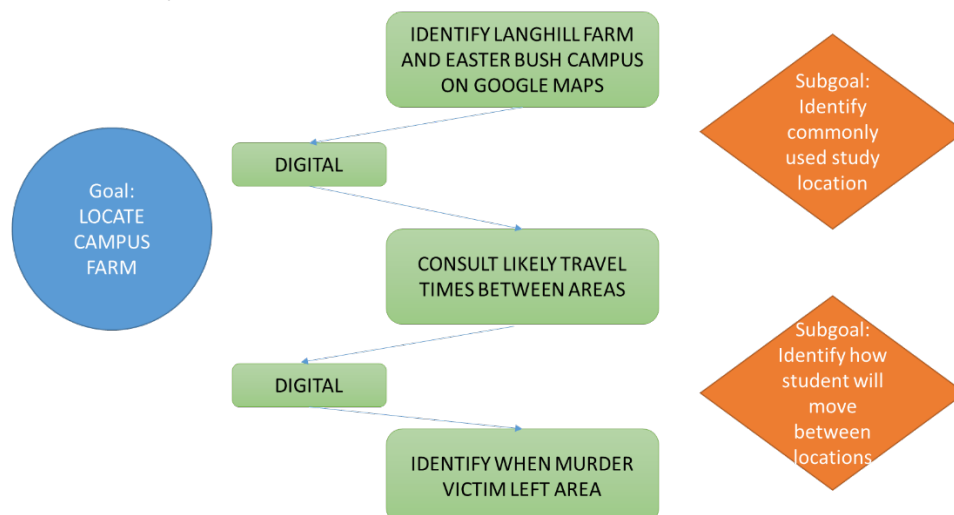 IDENTIFY LANGHILL FARM
AND EASTER BUSH CAMPUS
ON GOOGLE MAPS
Subgoal:
Identify
commonly
used study
location
DIGITAL
Goal:
LOCATE
CAMPUS
FARM
CONSULT LIKELY TRAVEL
TIMES BETWEEN AREAS
Subgoal:
Identify how
student will
move
between
locations
DIGITAL
IDENTIFY WHEN MURDER
VICTIM LEFT AREA